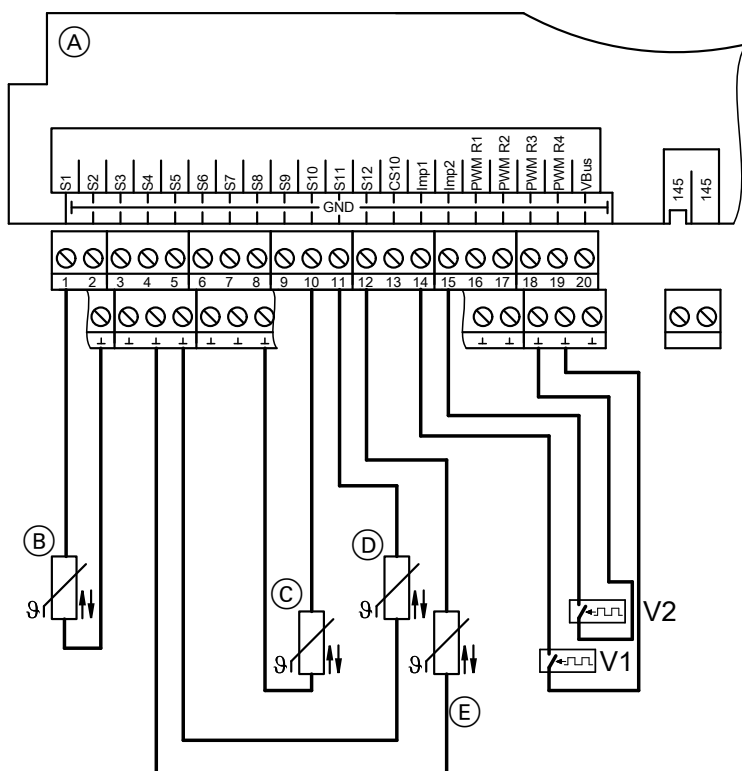 A
S1 S2 S3 S4 S5 S6 S7 S8 S9 S10 S11 S12 CS10 Imp1 Imp2 PWM R1 PWM R2 PWM R3 PWM R4 VBus
145 145
GND
1 2 3 4 5 6 7 8 9 10 11 12 13 14 15 16 17 18 19 20
B
D
C
ϑ
ϑ
V2
ϑ
ϑ
V1
E